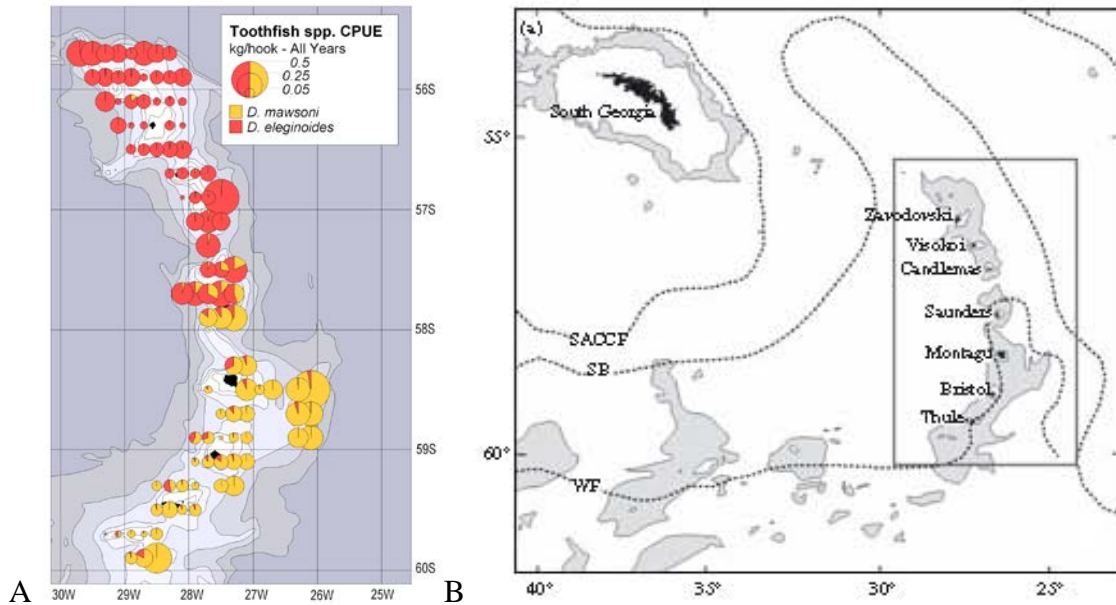 Toothfish spp. CPUE
kg/hook - All Years
0.5
0.25
0.05
D. mawsoni
D. eleginoides
56S
57S
58S
59S
60S
30W 29W 28W 27W 26W 25W
A
(a)
South Georgia
55°
Zavodovski
Visokoi
Candlemas
Saunders
SACCF
SB
Montagu
Bristol
Thule
60°
WF
40° 35° 30° 25°
B